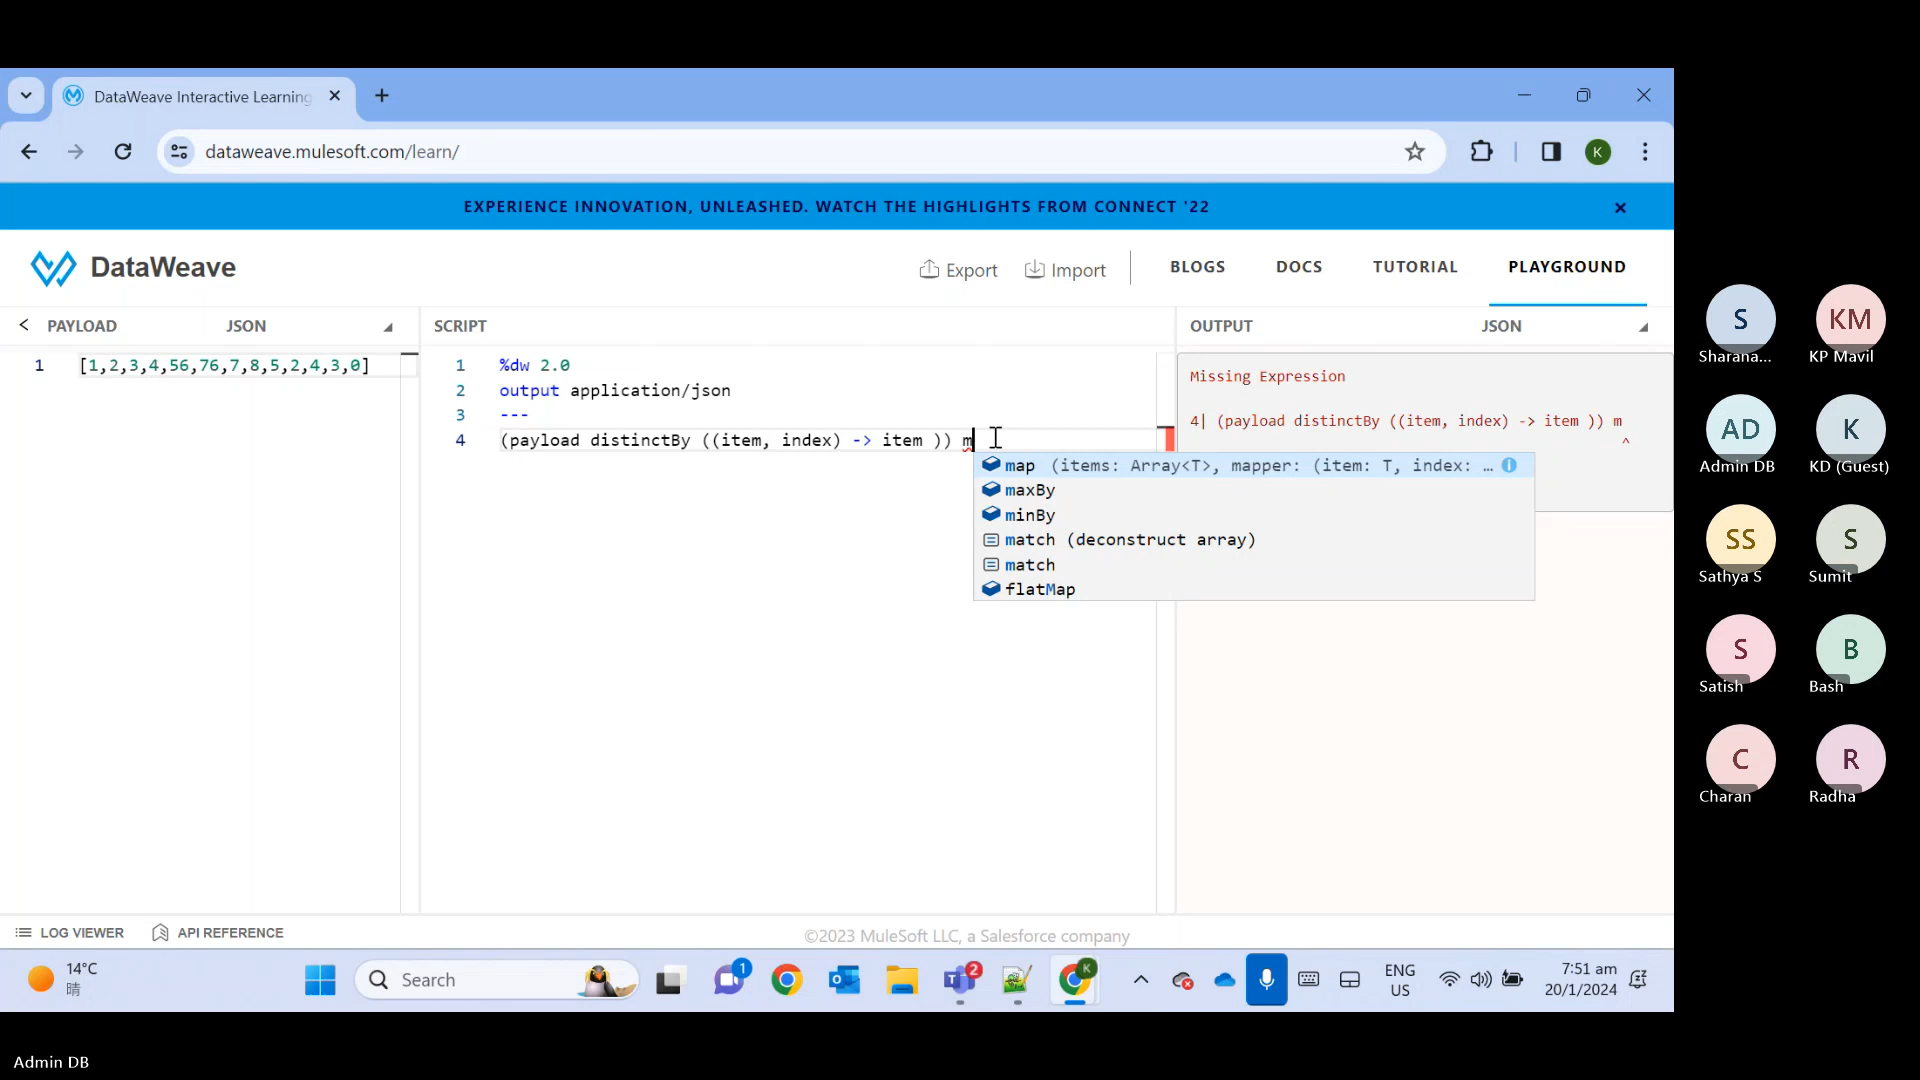 DataWeave Interactive Learning
dataweave.mulesoft.com/learn/
K
EXPERIENCE INNOVATION, UNLEASHED. WATCH THE HIGHLIGHTS FROM CONNECT '22
DataWeave
Export
Import
BLOGS
DOCS
TUTORIAL
PLAYGROUND
PAYLOAD
JSON
SCRIPT
OUTPUT
JSON
1 [1,2,3,4,56,76,7,8,5,2,4,3,0]
1 %dw 2.0
2 output application/json
3 ---
4 (payload distinctBy ((item, index) -> item )) m
map (items: Array<T>, mapper: (item: T, index: …
maxBy
minBy
match (deconstruct array)
match
flatMap
Missing Expression
4| (payload distinctBy ((item, index) -> item )) m
^
LOG VIEWER
API REFERENCE
©2023 MuleSoft LLC, a Salesforce company
14°C
晴
Search
1
2
K
ENG
US
7:51 am
20/1/2024
S
Sharana...
KM
KP Mavil
AD
Admin DB
K
KD (Guest)
SS
Sathya S
S
Sumit
S
Satish
B
Bash
C
Charan
R
Radha
Admin DB